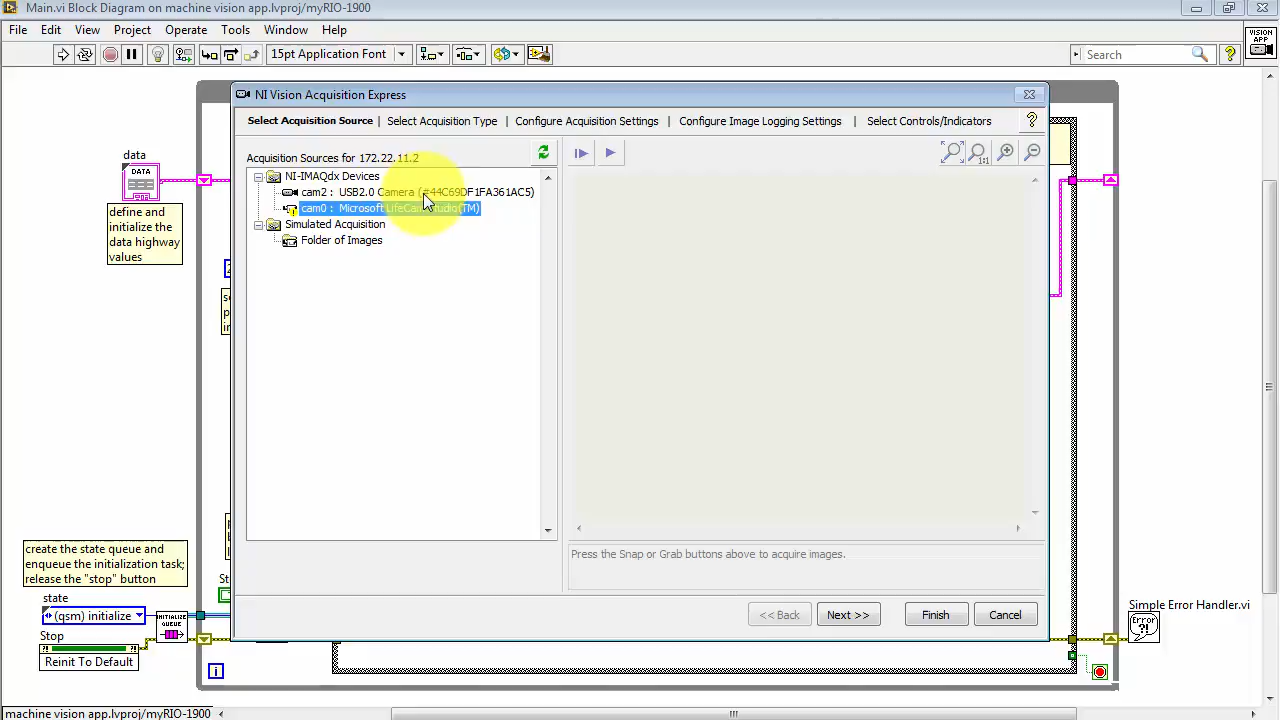 Main.vi Block Diagram on machine vision app.lvproj/myRIO-1900
File Edit View Project Operate Tools Window Help
15pt Application Font
Search
VISION
APP
NI Vision Acquisition Express
Select Acquisition Source | Select Acquisition Type | Configure Acquisition Settings | Configure Image Logging Settings | Select Controls/Indicators
Acquisition Sources for 172.22.11.2
NI-IMAQdx Devices
cam2 : USB2.0 Camera (#44C69DF1FA361AC5)
cam0 : Microsoft LifeCam Studio(TM)
Simulated Acquisition
Folder of Images
Press the Snap or Grab buttons above to acquire images.
<< Back
Next >>
Finish
Cancel
data
DATA
define and
initialize the
data highway
values
create the state queue and
enqueue the initialization task;
release the "stop" button
state
(qsm) initialize
INITIALIZE
QUEUE
Stop
Reinit To Default
i
Simple Error Handler.vi
Error
?!
machine vision app.lvproj/myRIO-1900